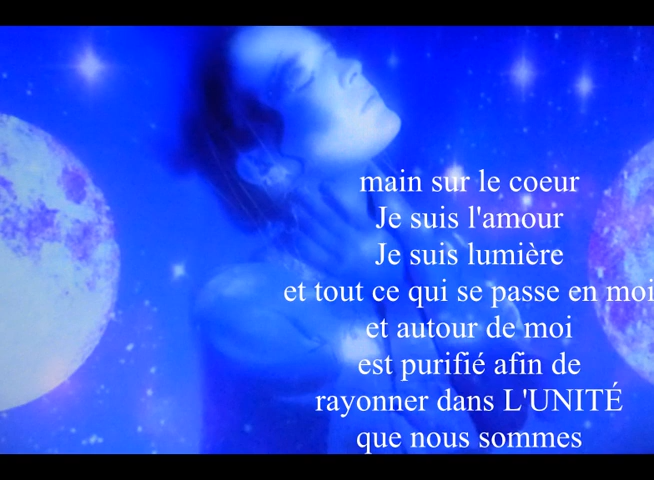 main sur le coeur
Je suis l'amour
Je suis lumière
et tout ce qui se passe en moi
et autour de moi
est purifié afin de
rayonner dans L'UNITÉ
que nous sommes